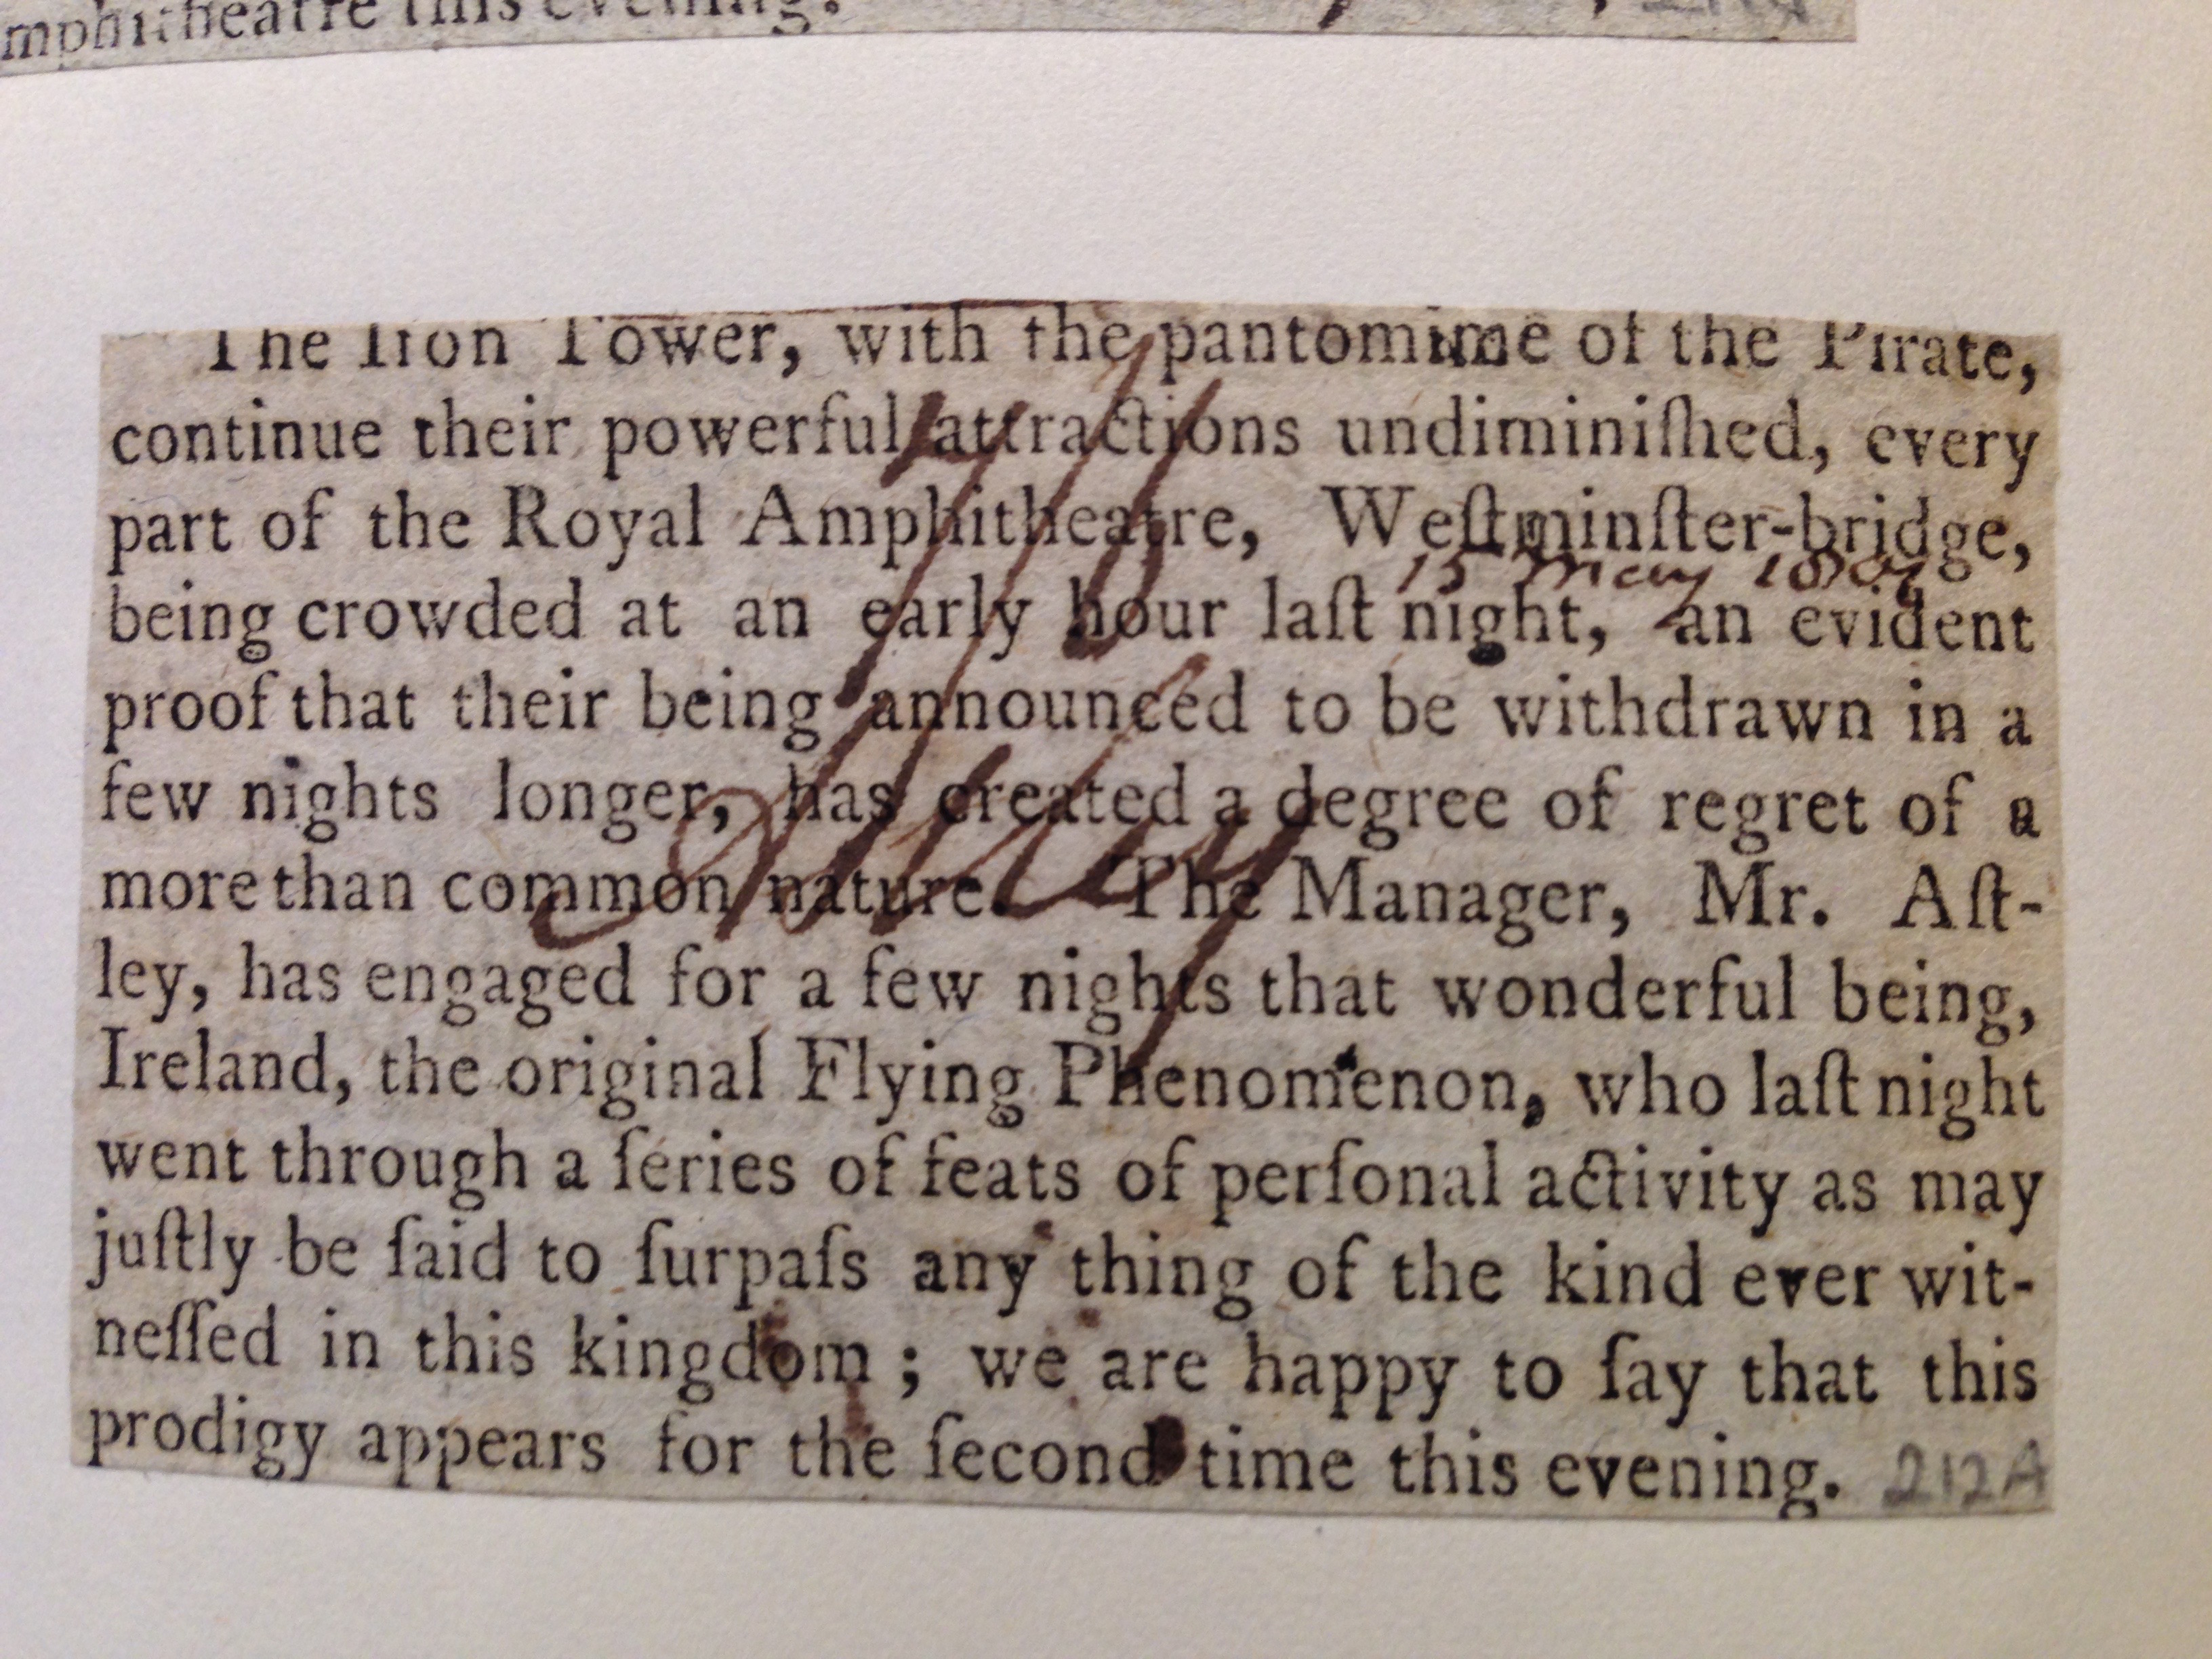 mphitheatre this evening.
The Iron Tower, with the pantomime of the Pirate,
continue their powerful attractions undiminiſhed, every
part of the Royal Amphitheatre, Weſtminſter-bridge,
15 May 1801
being crowded at an early hour laſt night, an evident
proof that their being announced to be withdrawn in a
few nights longer, has created a degree of regret of a
more than common nature. The Manager, Mr. Aſt-
ley, has engaged for a few nights that wonderful being,
Ireland, the original Flying Phenomenon, who laſt night
went through a ſeries of feats of perſonal activity as may
juſtly be ſaid to ſurpaſs any thing of the kind ever wit-
neſſed in this kingdom ; we are happy to ſay that this
prodigy appears for the ſecond time this evening. 212A